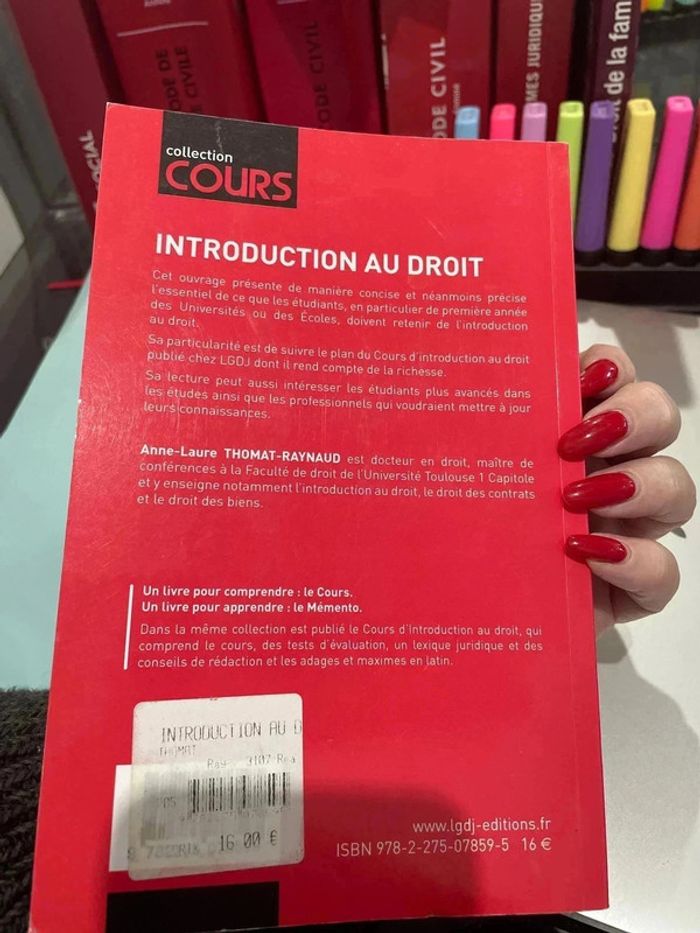 SOCIAL
CODE DE
CIVILE
CODE CIVIL
CODE CIVIL
MES JURIDIQU
Droit de la fam
collection
COURS
INTRODUCTION AU DROIT
Cet ouvrage présente de manière concise et néanmoins précise
l'essentiel de ce que les étudiants, en particulier de première année
des Universités ou des Écoles, doivent retenir de l'introduction
au droit.
Sa particularité est de suivre le plan du Cours d'introduction au droit
publié chez LGDJ dont il rend compte de la richesse.
Sa lecture peut aussi intéresser les étudiants plus avancés dans
les études ainsi que les professionnels qui voudraient mettre à jour
leurs connaissances.
Anne-Laure THOMAT-RAYNAUD est docteur en droit, maître de
conférences à la Faculté de droit de l'Université Toulouse 1 Capitole
et y enseigne notamment l'introduction au droit, le droit des contrats
et le droit des biens.
Un livre pour comprendre : le Cours.
Un livre pour apprendre : le Mémento.
Dans la même collection est publié le Cours d'Introduction au droit, qui
comprend le cours, des tests d'évaluation, un lexique juridique et des
conseils de rédaction et les adages et maximes en latin.
INTRODUCTION AU D
THOMAT
Ray 3107 Rea
16 00 €
www.lgdj-editions.fr
ISBN 978-2-275-07859-5 16 €